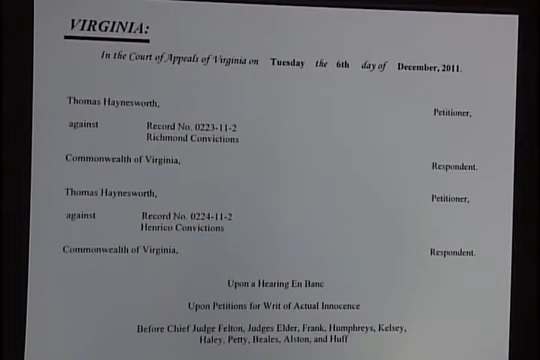 VIRGINIA:
In the Court of Appeals of Virginia on Tuesday the 6th day of December, 2011.
Thomas Haynesworth, Petitioner,
against Record No. 0223-11-2
Richmond Convictions
Commonwealth of Virginia, Respondent.
Thomas Haynesworth, Petitioner,
against Record No. 0224-11-2
Henrico Convictions
Commonwealth of Virginia, Respondent.
Upon a Hearing En Banc
Upon Petitions for Writ of Actual Innocence
Before Chief Judge Felton, Judges Elder, Frank, Humphreys, Kelsey,
Haley, Petty, Beales, Alston, and Huff